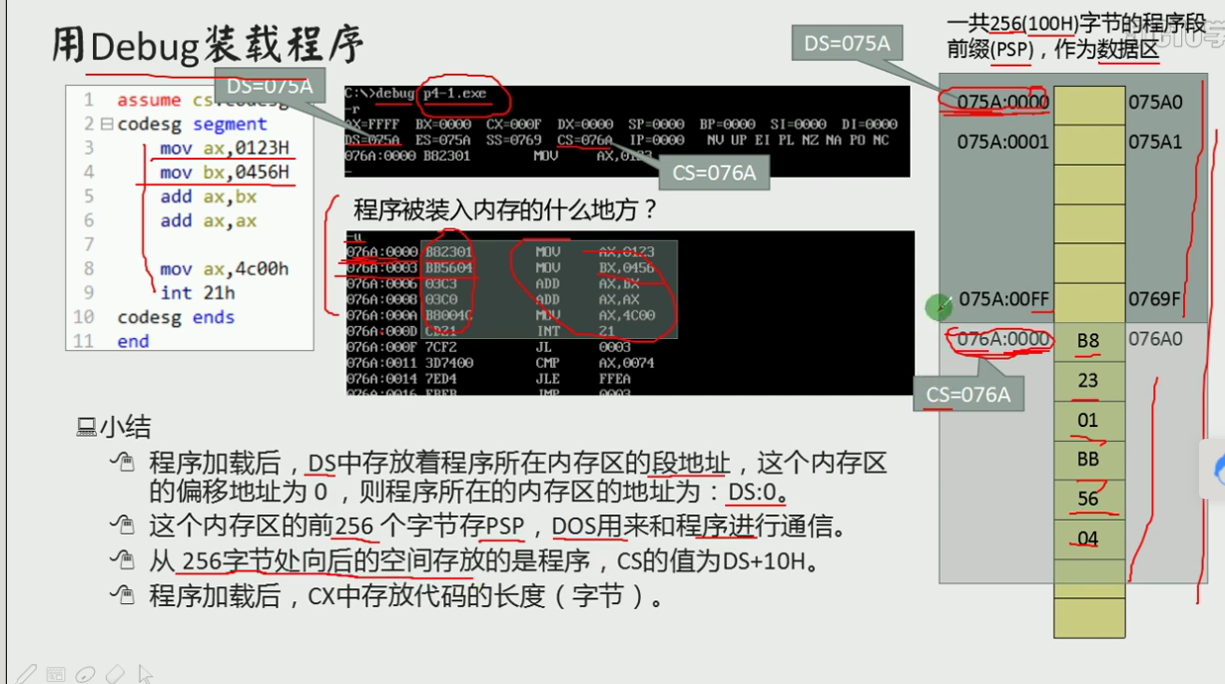 用Debug装载程序
DS=075A
1 assume cs:codesg
2 codesg segment
3 mov ax,0123H
4 mov bx,0456H
5 add ax,bx
6 add ax,ax
7
8 mov ax,4c00h
9 int 21h
10 codesg ends
11 end
C:\>debug p4-1.exe
-r
AX=FFFF BX=0000 CX=000F DX=0000 SP=0000 BP=0000 SI=0000 DI=0000
DS=075A ES=075A SS=0769 CS=076A IP=0000 NV UP EI PL NZ NA PO NC
076A:0000 B82301 MOV AX,0123
-
CS=076A
程序被装入内存的什么地方？
-u
076A:0000 B82301 MOV AX,0123
076A:0003 BB5604 MOV BX,0456
076A:0006 03C3 ADD AX,BX
076A:0008 03C0 ADD AX,AX
076A:000A B8004C MOV AX,4C00
076A:000D CD21 INT 21
076A:000F 7CF2 JL 0003
076A:0011 3D7400 CMP AX,0074
076A:0014 7ED4 JLE FFEA
076A:0016 EBEB JMP 0003
小结
程序加载后，DS中存放着程序所在内存区的段地址，这个内存区
的偏移地址为 0 ，则程序所在的内存区的地址为：DS:0。
这个内存区的前256 个字节存PSP，DOS用来和程序进行通信。
从 256字节处向后的空间存放的是程序，CS的值为DS+10H。
程序加载后，CX中存放代码的长度（字节）。
一共256(100H)字节的程序段
前缀(PSP)，作为数据区
DS=075A
075A:0000 075A0
075A:0001 075A1
075A:00FF 0769F
076A:0000 B8 076A0
CS=076A
23
01
BB
56
04